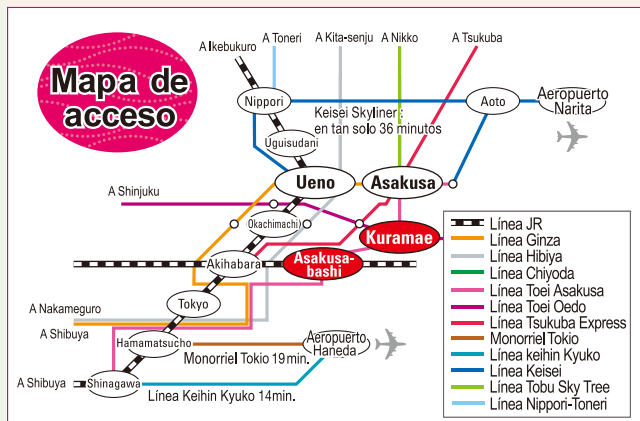 Mapa de
acceso
A Ikebukuro
A Toneri
A Kita-senju
A Nikko
A Tsukuba
Nippori
Keisei Skyliner :
en tan solo 36 minutos
Aoto
Aeropuerto
Narita
Uguisudani
Ueno
Asakusa
A Shinjuku
Okachimachi
Kuramae
Akihabara
Asakusa-
bashi
A Nakameguro
A Shibuya
Tokyo
Hamamatsucho
Monorriel Tokio 19min.
Aeropuerto
Haneda
A Shibuya
Shinagawa
Línea Keihin Kyuko 14min.
Línea JR
Línea Ginza
Línea Hibiya
Línea Chiyoda
Línea Toei Asakusa
Línea Toei Oedo
Línea Tsukuba Express
Monorriel Tokio
Línea keihin Kyuko
Línea Keisei
Línea Tobu Sky Tree
Línea Nippori-Toneri